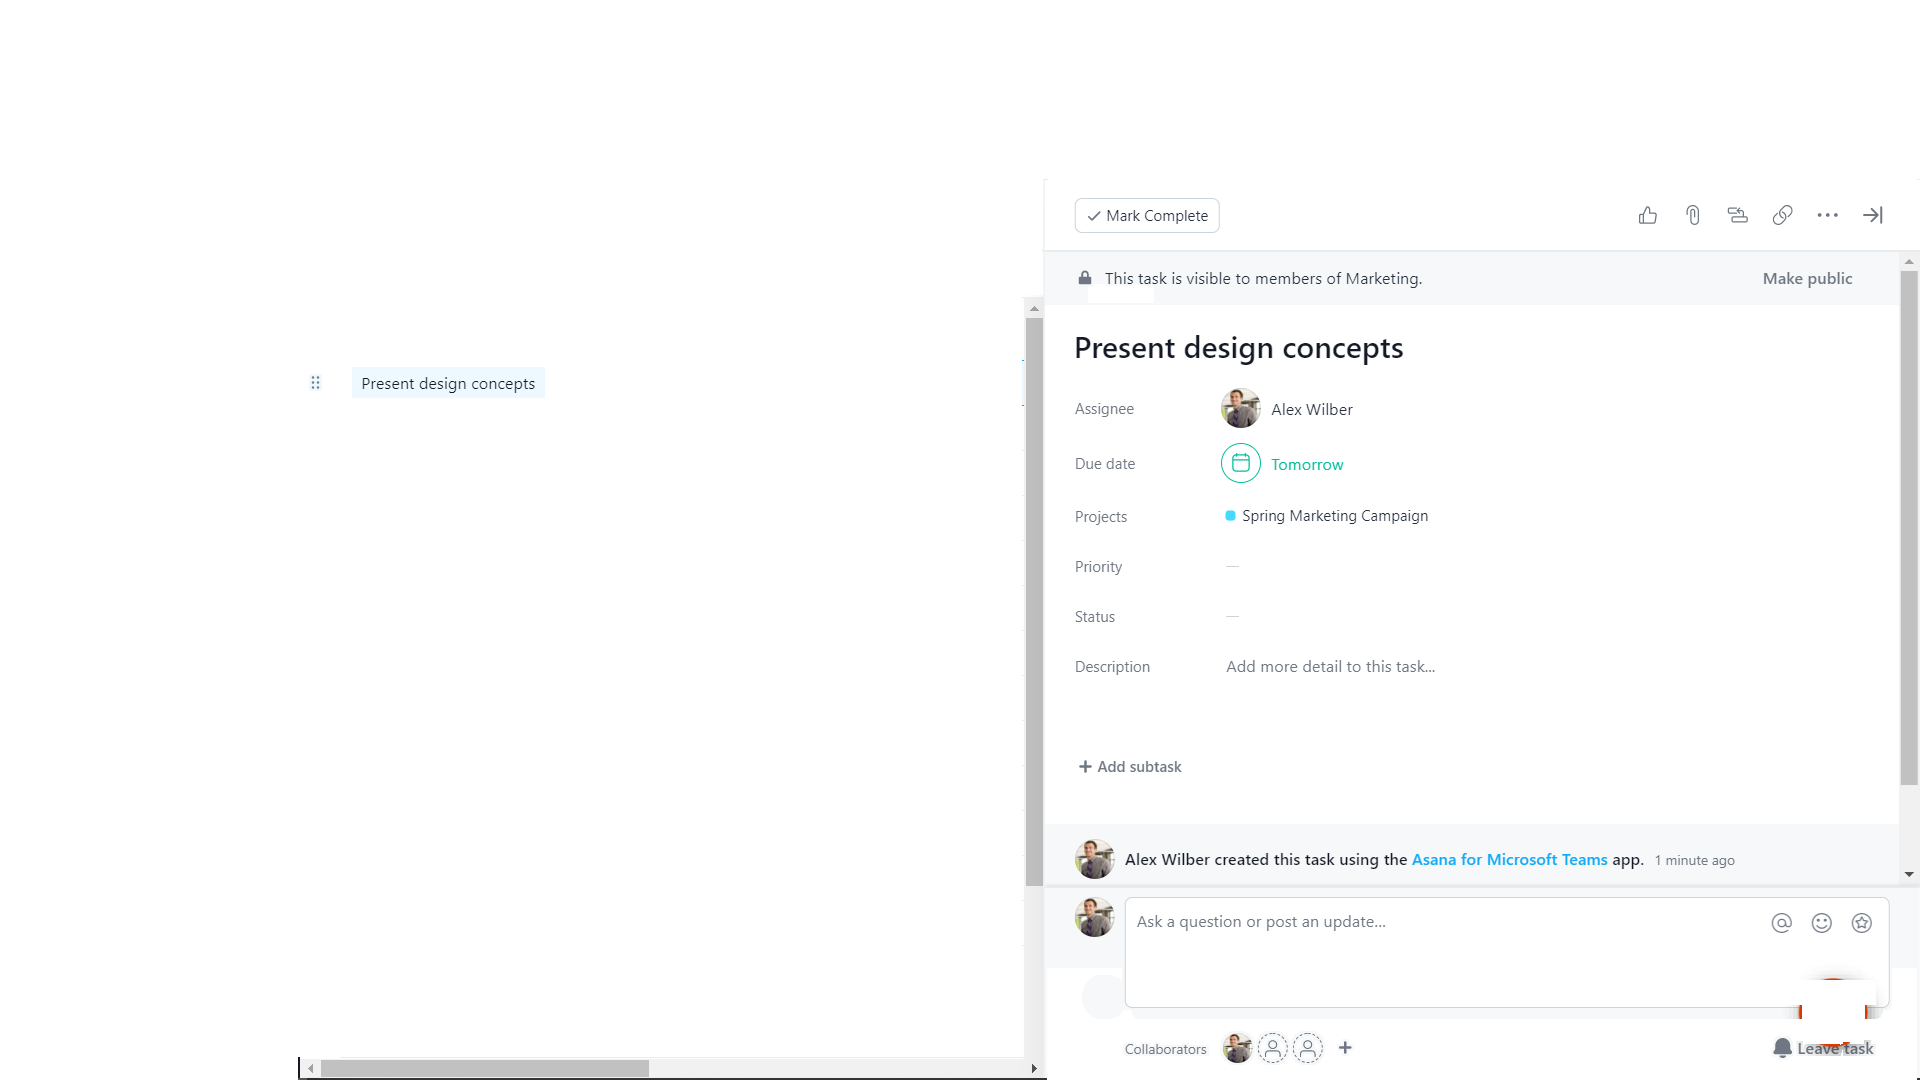 Mark Complete
This task is visible to members of Marketing.
Make public
Present design concepts
Present design concepts
Assignee
Alex Wilber
Due date
Tomorrow
Projects
Spring Marketing Campaign
Priority
—
Status
—
Description
Add more detail to this task...
+ Add subtask
Alex Wilber created this task using the Asana for Microsoft Teams app. 1 minute ago
Ask a question or post an update...
Collaborators
Leave task